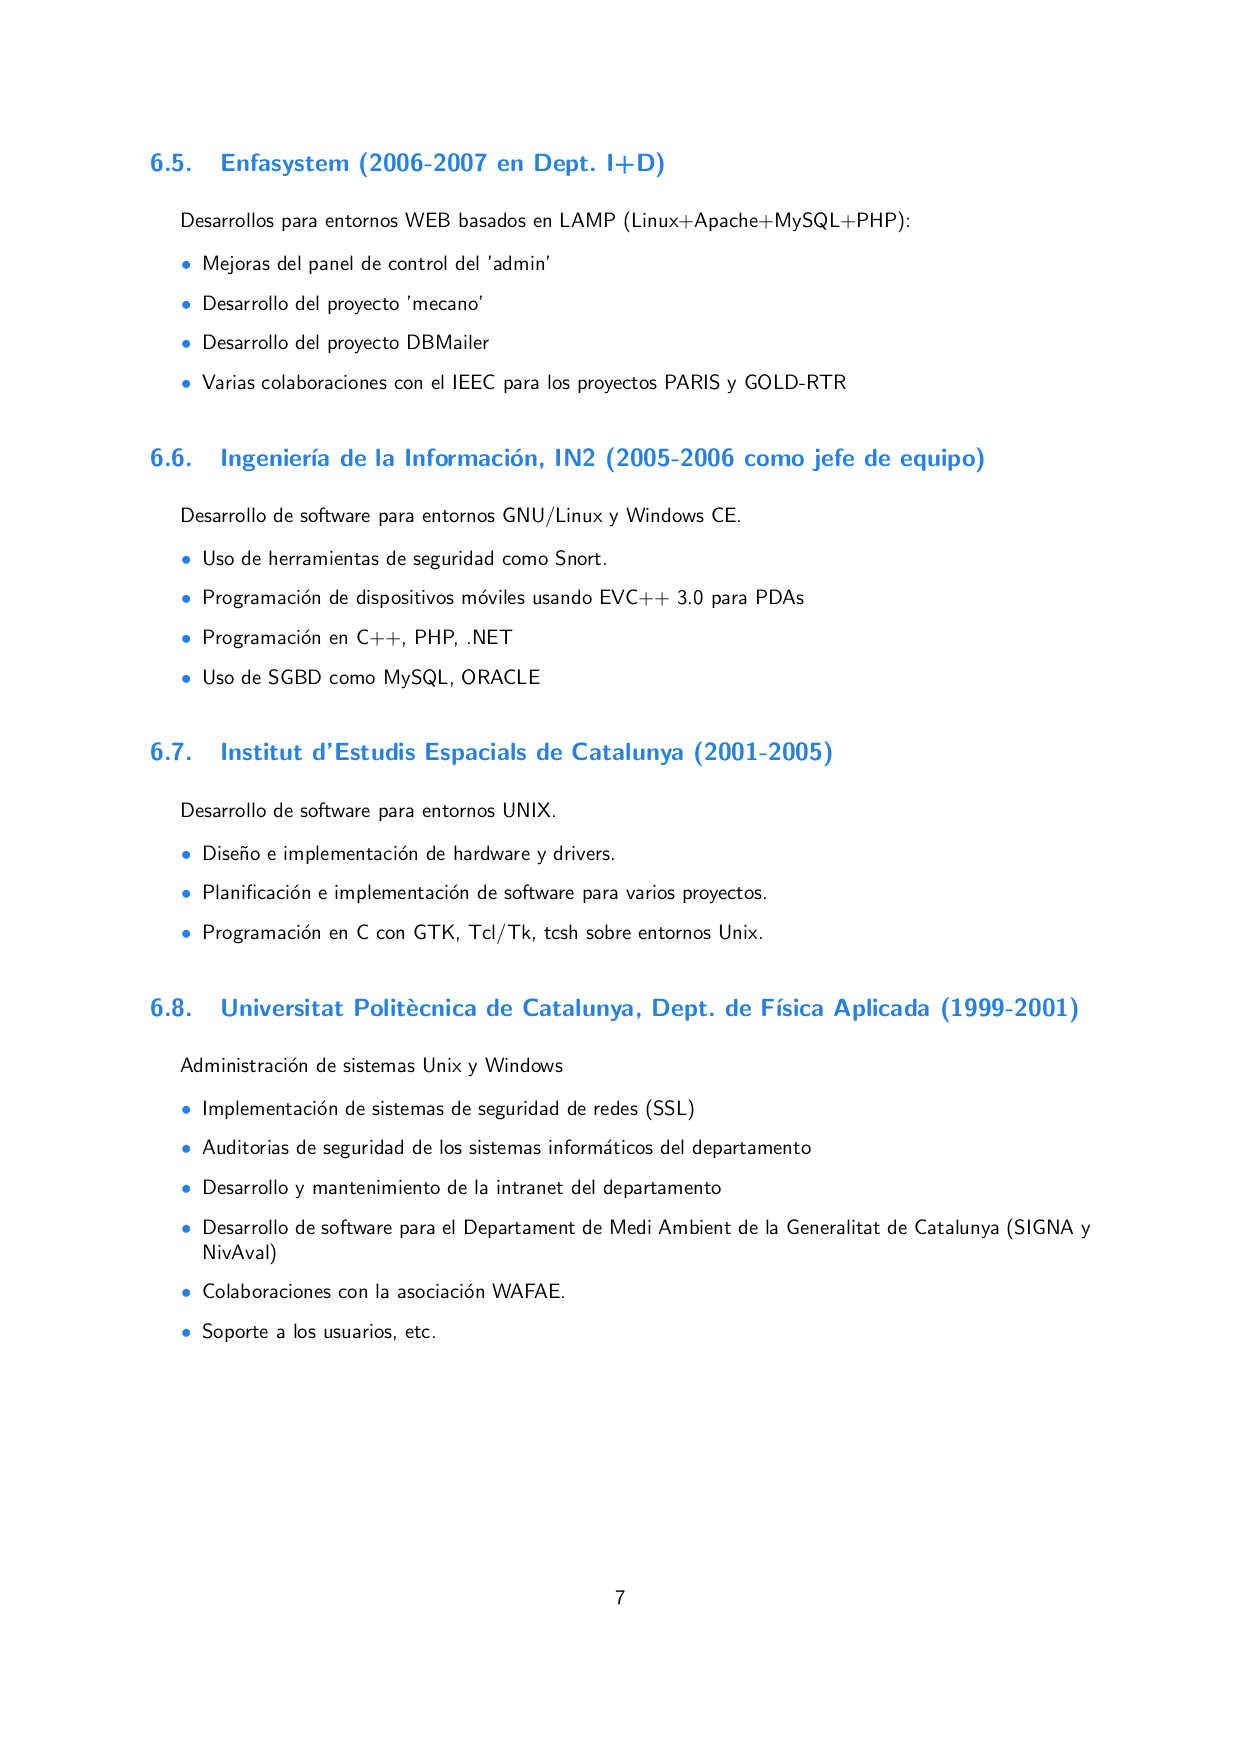 6.5. Enfasystem (2006-2007 en Dept. I+D)
Desarrollos para entornos WEB basados en LAMP (Linux+Apache+MySQL+PHP):
• Mejoras del panel de control del 'admin'
• Desarrollo del proyecto 'mecano'
• Desarrollo del proyecto DBMailer
• Varias colaboraciones con el IEEC para los proyectos PARIS y GOLD-RTR
6.6. Ingeniería de la Información, IN2 (2005-2006 como jefe de equipo)
Desarrollo de software para entornos GNU/Linux y Windows CE.
• Uso de herramientas de seguridad como Snort.
• Programación de dispositivos móviles usando EVC++ 3.0 para PDAs
• Programación en C++, PHP, .NET
• Uso de SGBD como MySQL, ORACLE
6.7. Institut d'Estudis Espacials de Catalunya (2001-2005)
Desarrollo de software para entornos UNIX.
• Diseño e implementación de hardware y drivers.
• Planificación e implementación de software para varios proyectos.
• Programación en C con GTK, Tcl/Tk, tcsh sobre entornos Unix.
6.8. Universitat Politècnica de Catalunya, Dept. de Física Aplicada (1999-2001)
Administración de sistemas Unix y Windows
• Implementación de sistemas de seguridad de redes (SSL)
• Auditorias de seguridad de los sistemas informáticos del departamento
• Desarrollo y mantenimiento de la intranet del departamento
• Desarrollo de software para el Departament de Medi Ambient de la Generalitat de Catalunya (SIGNA y
NivAval)
• Colaboraciones con la asociación WAFAE.
• Soporte a los usuarios, etc.
7